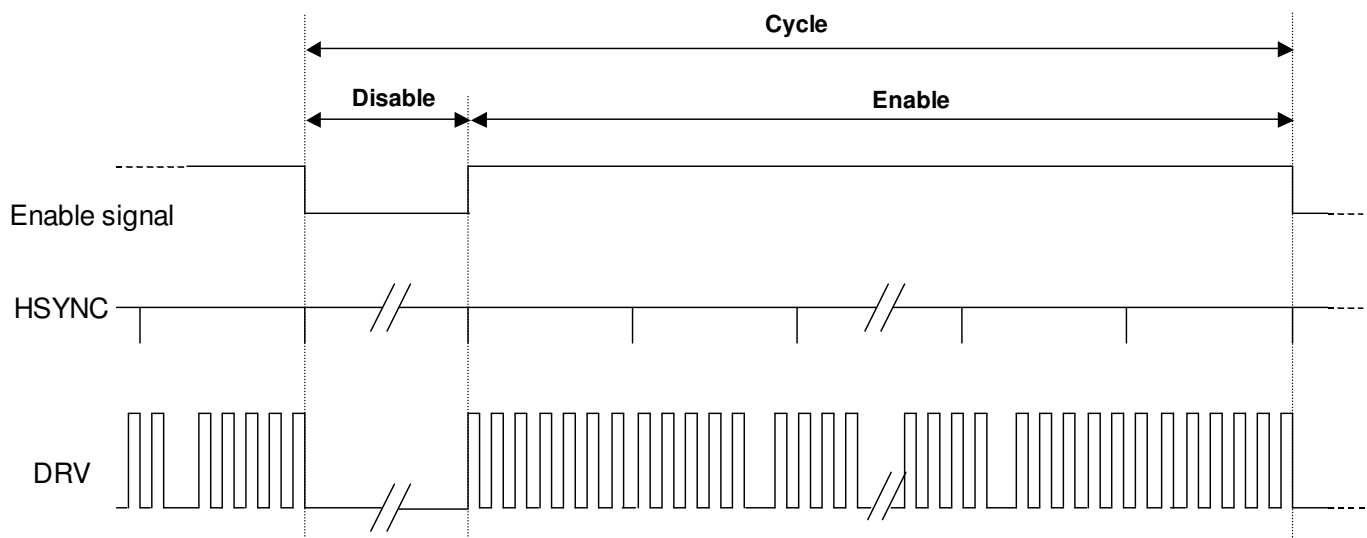 Cycle
Disable
Enable
Enable signal
HSYNC
DRV